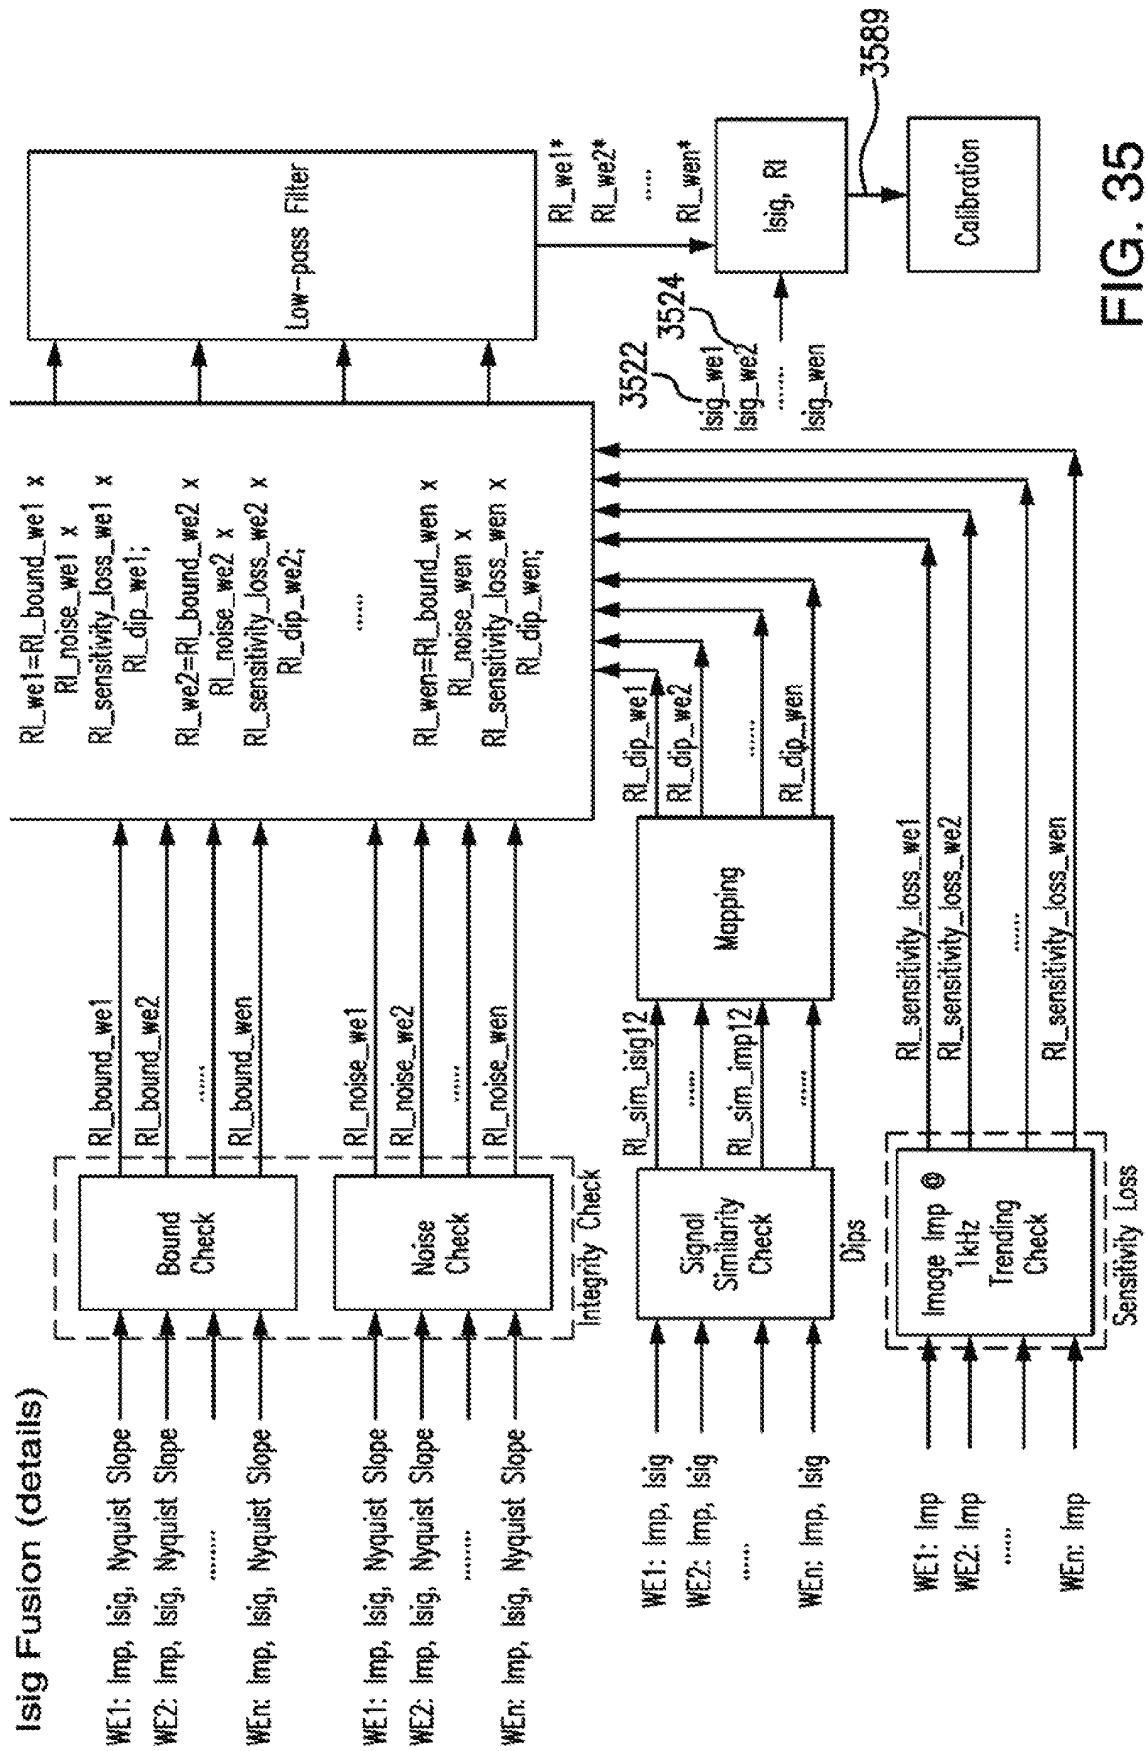 Isig Fusion (details)
WE1: Imp, Isig, Nyquist Slope
WE2: Imp, Isig, Nyquist Slope
.......
WEn: Imp, Isig, Nyquist Slope
WE1: Imp, Isig, Nyquist Slope
WE2: Imp, Isig, Nyquist Slope
.......
WEn: Imp, Isig, Nyquist Slope
WE1: Imp, Isig
WE2: Imp, Isig
......
WEn: Imp, Isig
WE1: Imp
WE2: Imp
......
WEn: Imp
Bound
Check
Noise
Check
Integrity Check
Signal
Similarity
Check
Dips
Image Imp @
1kHz
Trending
Check
Sensitivity Loss
RI_bound_we1
RI_bound_we2
......
RI_bound_wen
RI_noise_we1
RI_noise_we2
......
RI_noise_wen
RI_sim_isig12
......
RI_sim_imp12
......
Mapping
RI_dip_we1
RI_dip_we2
......
RI_dip_wen
RI_sensitivity_loss_we1
RI_sensitivity_loss_we2
......
RI_sensitivity_loss_wen
RI_we1=RI_bound_we1 x
RI_noise_we1 x
RI_sensitivity_loss_we1 x
RI_dip_we1;
RI_we2=RI_bound_we2 x
RI_noise_we2 x
RI_sensitivity_loss_we2 x
RI_dip_we2;
......
RI_wen=RI_bound_wen x
RI_noise_wen x
RI_sensitivity_loss_wen x
RI_dip_wen;
Low-pass Filter
RI_we1*
RI_we2*
.....
RI_wen*
3522
3524
Isig_we1
Isig_we2
......
Isig_wen
Isig, RI
3589
Calibration
FIG. 35